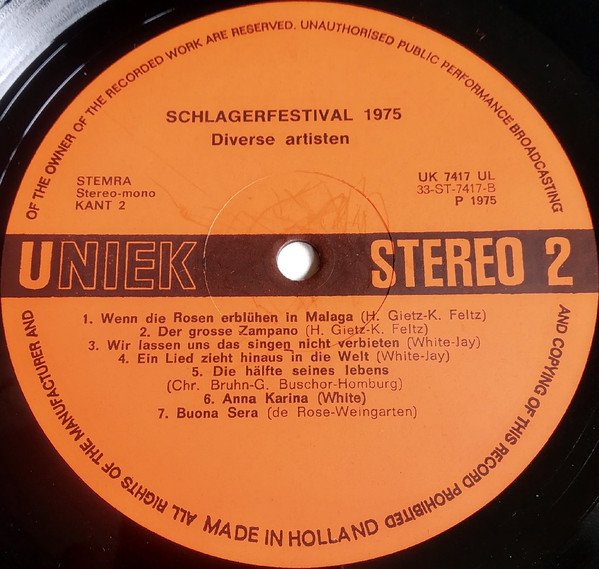 ALL RIGHTS OF THE MANUFACTURER AND OF THE OWNER OF THE RECORDED WORK ARE RESERVED. UNAUTHORISED PUBLIC PERFORMANCE BROADCASTING AND COPYING OF THIS RECORD PROHIBITED
SCHLAGERFESTIVAL 1975
Diverse artisten
STEMRA
Stereo-mono
KANT 2
UK 7417 UL
33-ST-7417-B
P 1975
UNIEK
STEREO 2
1. Wenn die Rosen erblühen in Malaga (H. Gietz-K. Feltz)
2. Der grosse Zampano (H. Gietz-K. Feltz)
3. Wir lassen uns das singen nicht verbieten (White-Jay)
4. Ein Lied zieht hinaus in die Welt (White-Jay)
5. Die hälfte seines lebens
(Chr. Bruhn-G. Buschor-Homburg)
6. Anna Karina (White)
7. Buona Sera (de Rose-Weingarten)
MADE IN HOLLAND